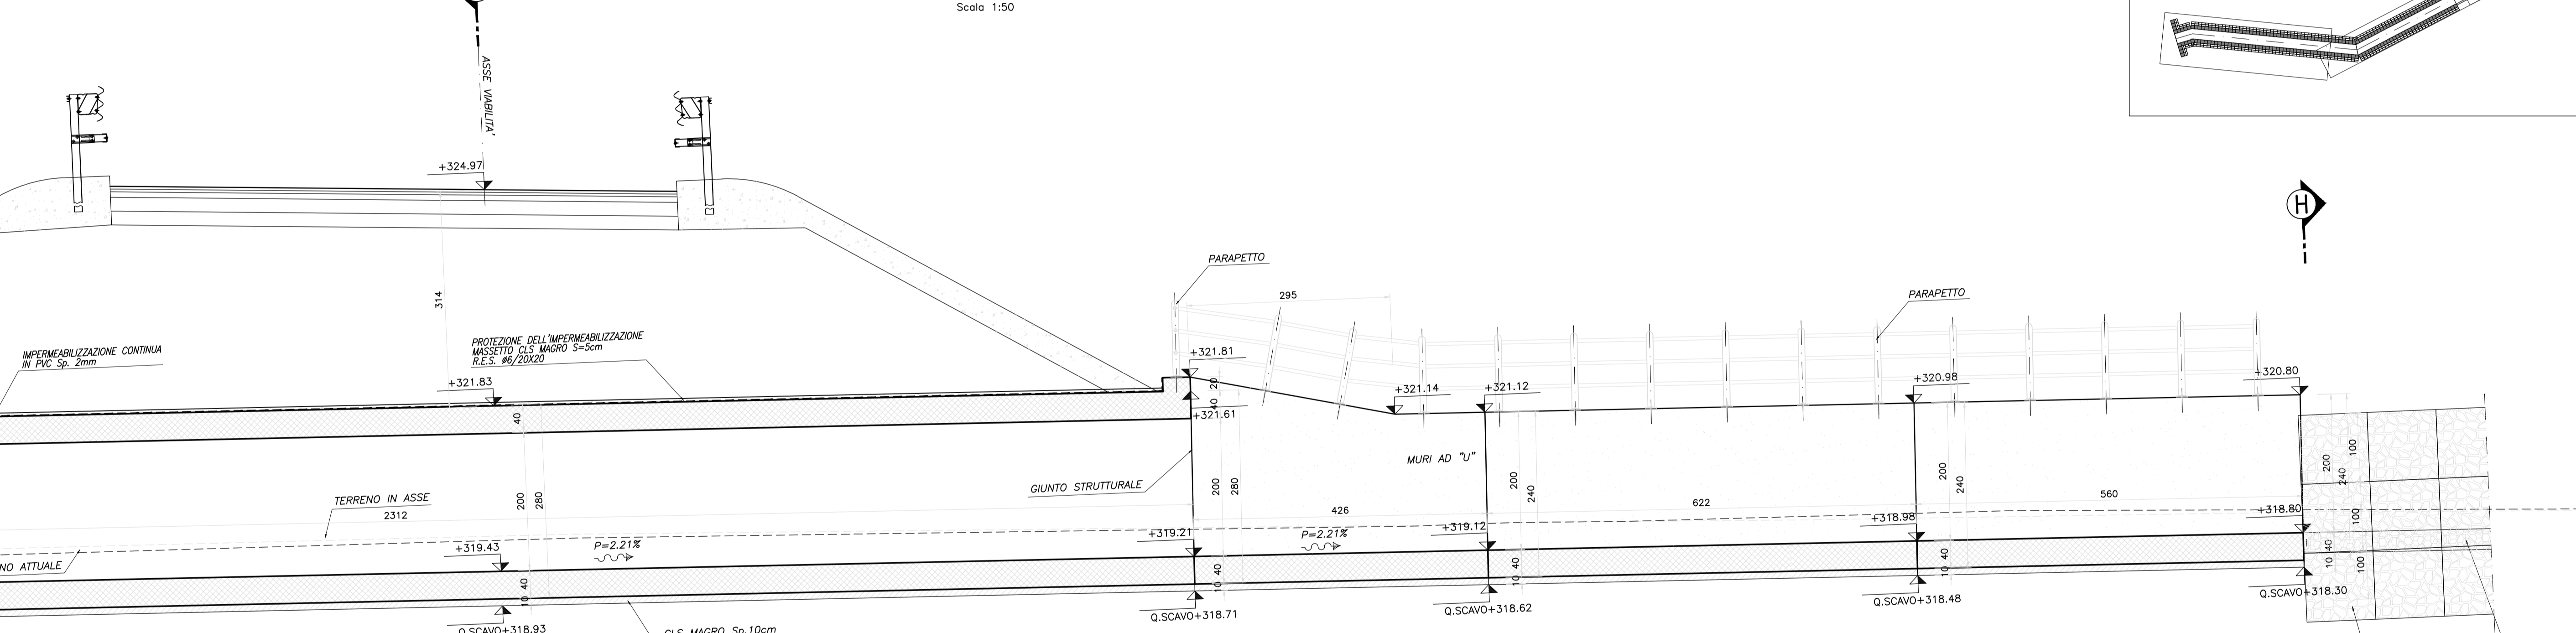 Scala 1:50
ASSE VIABILITA'
+324.97
314
PARAPETTO
295
PARAPETTO
H
IMPERMEABILIZZAZIONE CONTINUA
IN PVC Sp. 2mm
PROTEZIONE DELL'IMPERMEABILIZZAZIONE
MASSETTO CLS MAGRO S=5cm
R.E.S. ø6/20X20
+321.83
+321.81
20
40
+321.61
+321.14
+321.12
+320.98
+320.80
40
200
280
TERRENO IN ASSE
2312
GIUNTO STRUTTURALE
200
280
MURI AD "U"
200
240
200
240
200
240
100
100
100
426
622
560
+319.43
P=2.21%
+319.21
P=2.21%
+319.12
+318.98
+318.80
NO ATTUALE
10 40
10 40
10 40
10 40
10 40
Q.SCAVO+318.93
Q.SCAVO+318.71
Q.SCAVO+318.62
Q.SCAVO+318.48
Q.SCAVO+318.30
CLS MAGRO Sp.10cm